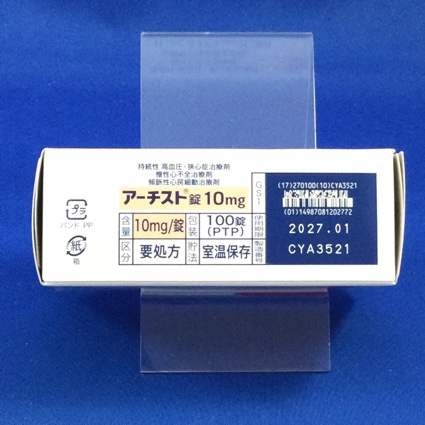 持続性 高血圧・狭心症治療剤
慢性心不全治療剤
頻脈性心房細動治療剤
アーチスト®錠10mg
含量 10mg/錠 包装 100錠(PTP)
区分 要処方 貯法 室温保存
プラ
バンド PP
紙
箱
GS1
使用期限
製造番号
(17)270100(10)CYA3521
(01)14987081202772
2027.01
CYA3521